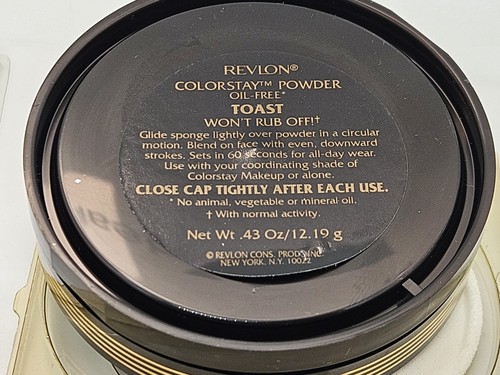 REVLON®
COLORSTAY™ POWDER
OIL-FREE*
TOAST
WON'T RUB OFF!†
Glide sponge lightly over powder in a circular
motion. Blend on face with even, downward
strokes. Sets in 60 seconds for all-day wear.
Use with your coordinating shade of
Colorstay Makeup or alone.
CLOSE CAP TIGHTLY AFTER EACH USE.
* No animal, vegetable or mineral oil.
† With normal activity.
Net Wt .43 Oz/12.19 g
© REVLON CONS. PRODS. INC.
NEW YORK, N.Y. 10022